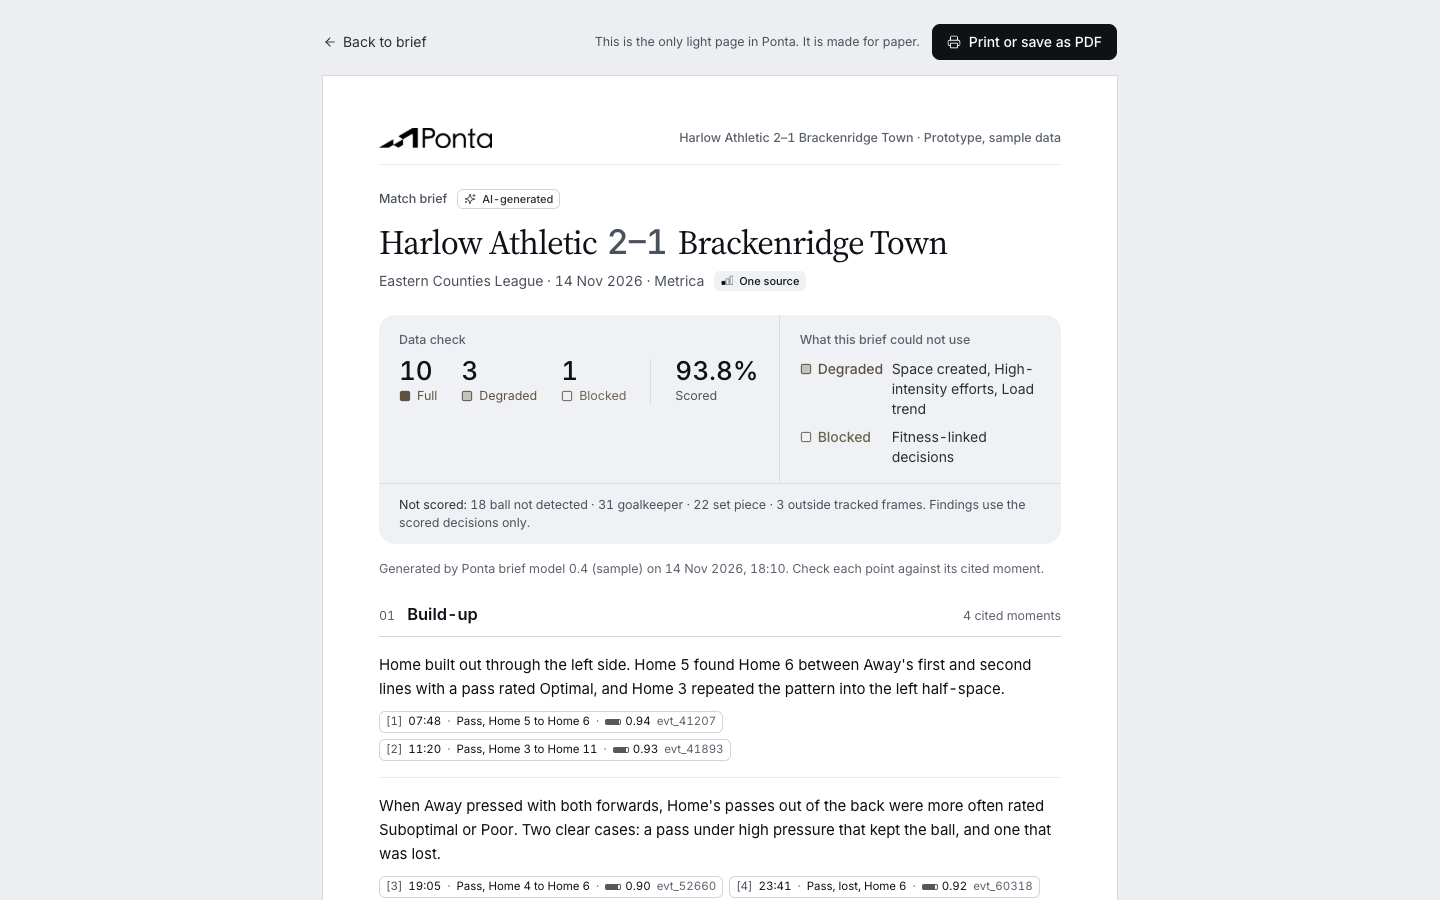 Back to brief
This is the only light page in Ponta. It is made for paper.
Print or save as PDF
Ponta
Harlow Athletic 2–1 Brackenridge Town · Prototype, sample data
Match brief
AI-generated
Harlow Athletic 2–1 Brackenridge Town
Eastern Counties League · 14 Nov 2026 · Metrica
One source
Data check
10
3
1
93.8%
Full
Degraded
Blocked
Scored
What this brief could not use
Degraded
Space created, High-
intensity efforts, Load
trend
Blocked
Fitness-linked
decisions
Not scored: 18 ball not detected · 31 goalkeeper · 22 set piece · 3 outside tracked frames. Findings use the
scored decisions only.
Generated by Ponta brief model 0.4 (sample) on 14 Nov 2026, 18:10. Check each point against its cited moment.
01 Build-up
4 cited moments
Home built out through the left side. Home 5 found Home 6 between Away's first and second
lines with a pass rated Optimal, and Home 3 repeated the pattern into the left half-space.
[1] 07:48 · Pass, Home 5 to Home 6 · 0.94 evt_41207
[2] 11:20 · Pass, Home 3 to Home 11 · 0.93 evt_41893
When Away pressed with both forwards, Home's passes out of the back were more often rated
Suboptimal or Poor. Two clear cases: a pass under high pressure that kept the ball, and one that
was lost.
[3] 19:05 · Pass, Home 4 to Home 6 · 0.90 evt_52660
[4] 23:41 · Pass, lost, Home 6 · 0.92 evt_60318